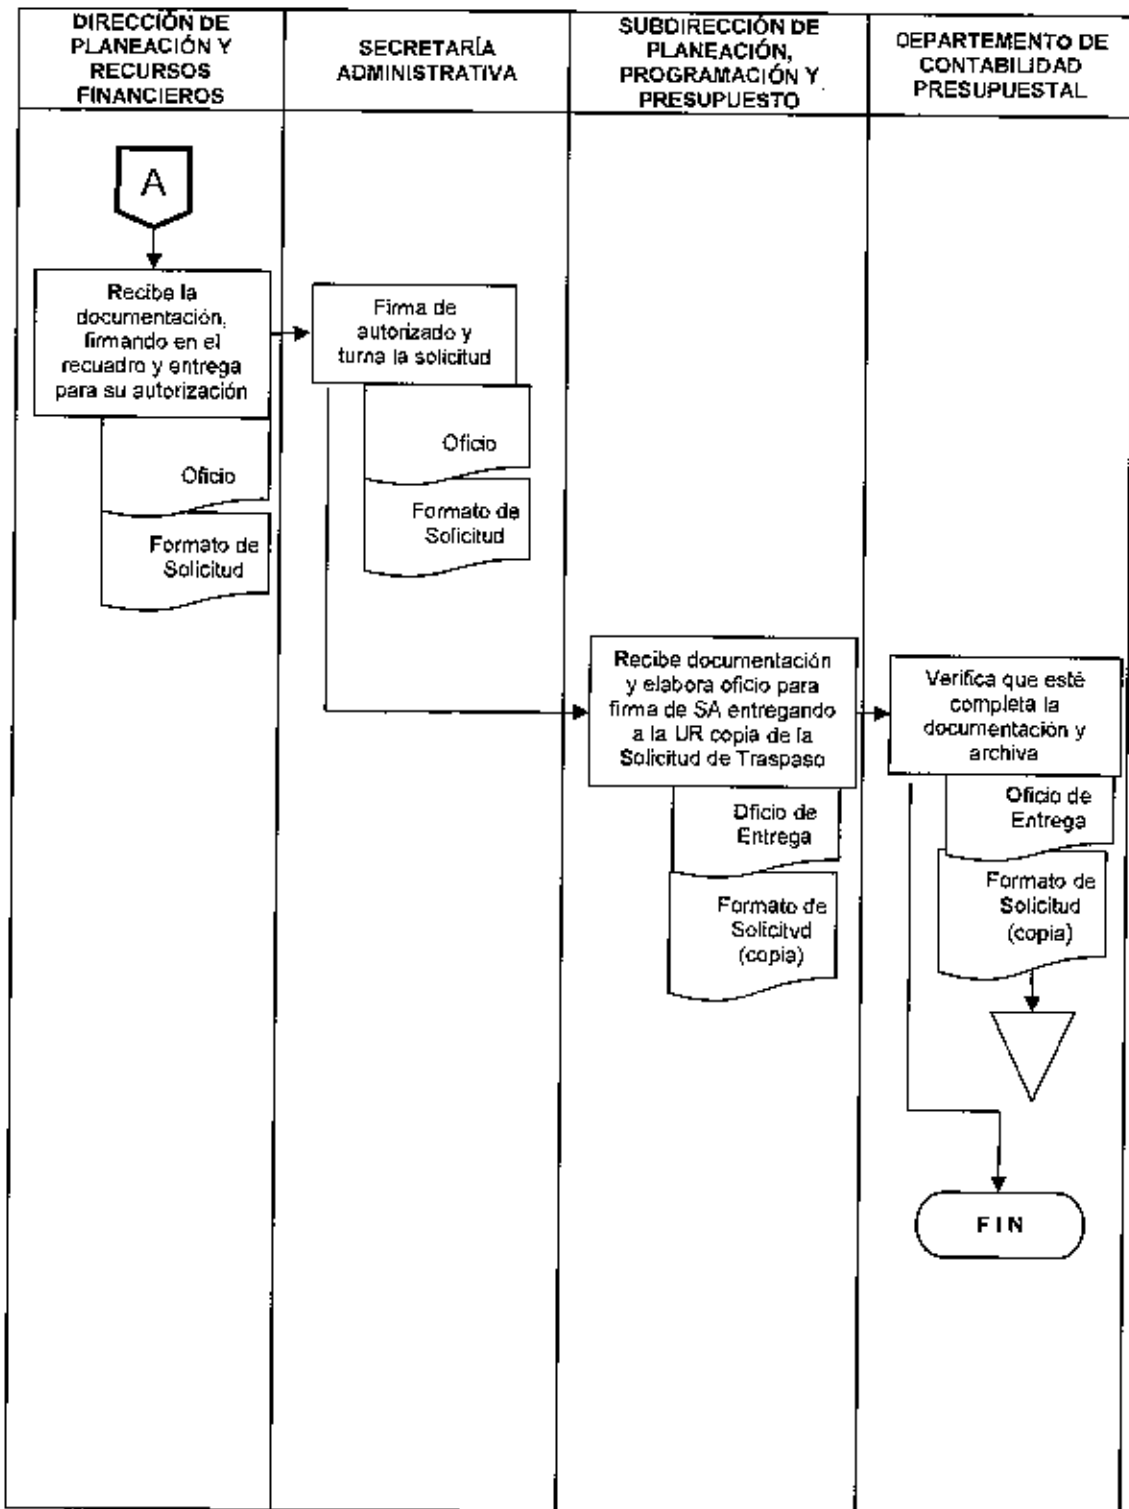 DIRECCIÓN DE
PLANEACIÓN Y
RECURSOS
FINANCIEROS
SECRETARÍA
ADMINISTRATIVA
SUBDIRECCIÓN DE
PLANEACIÓN,
PROGRAMACIÓN Y
PRESUPUESTO
DEPARTEMENTO DE
CONTABILIDAD
PRESUPUESTAL
A
Recibe la
documentación,
firmando en el
recuadro y entrega
para su autorización
Oficio
Formato de
Solicitud
Firma de
autorizado y
turna la solicitud
Oficio
Formato de
Solicitud
Recibe documentación
y elabora oficio para
firma de SA entregando
a la UR copia de la
Solicitud de Traspaso
Oficio de
Entrega
Formato de
Solicitud
(copia)
Verifica que esté
completa la
documentación y
archiva
Oficio de
Entrega
Formato de
Solicitud
(copia)
FIN